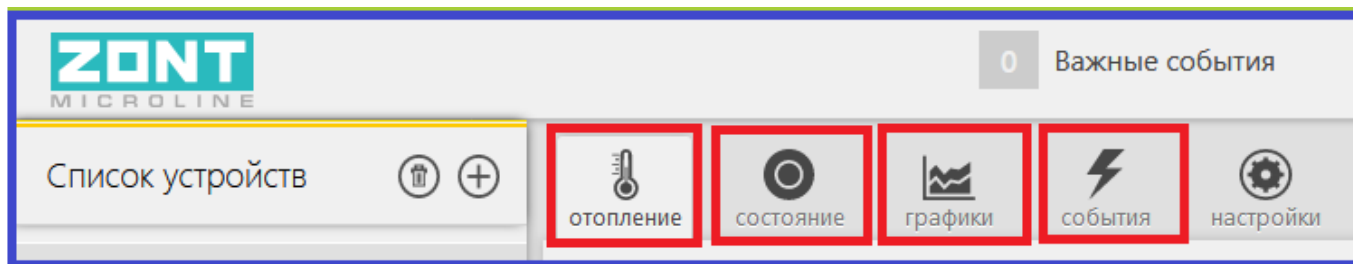 ZONT
MICROLINE
0 Важные события
Список устройств
отопление состояние графики события настройки